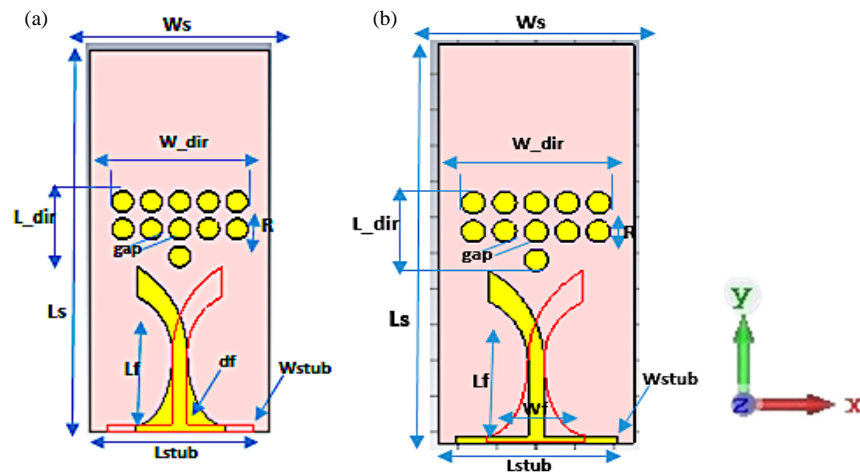 (a)
Ws
W_dir
L_dir
R
gap
Ls
Lf
df
Wstub
Lstub
(b)
Ws
W_dir
L_dir
R
gap
Ls
Lf
Wf
Wstub
Lstub
y
z
x